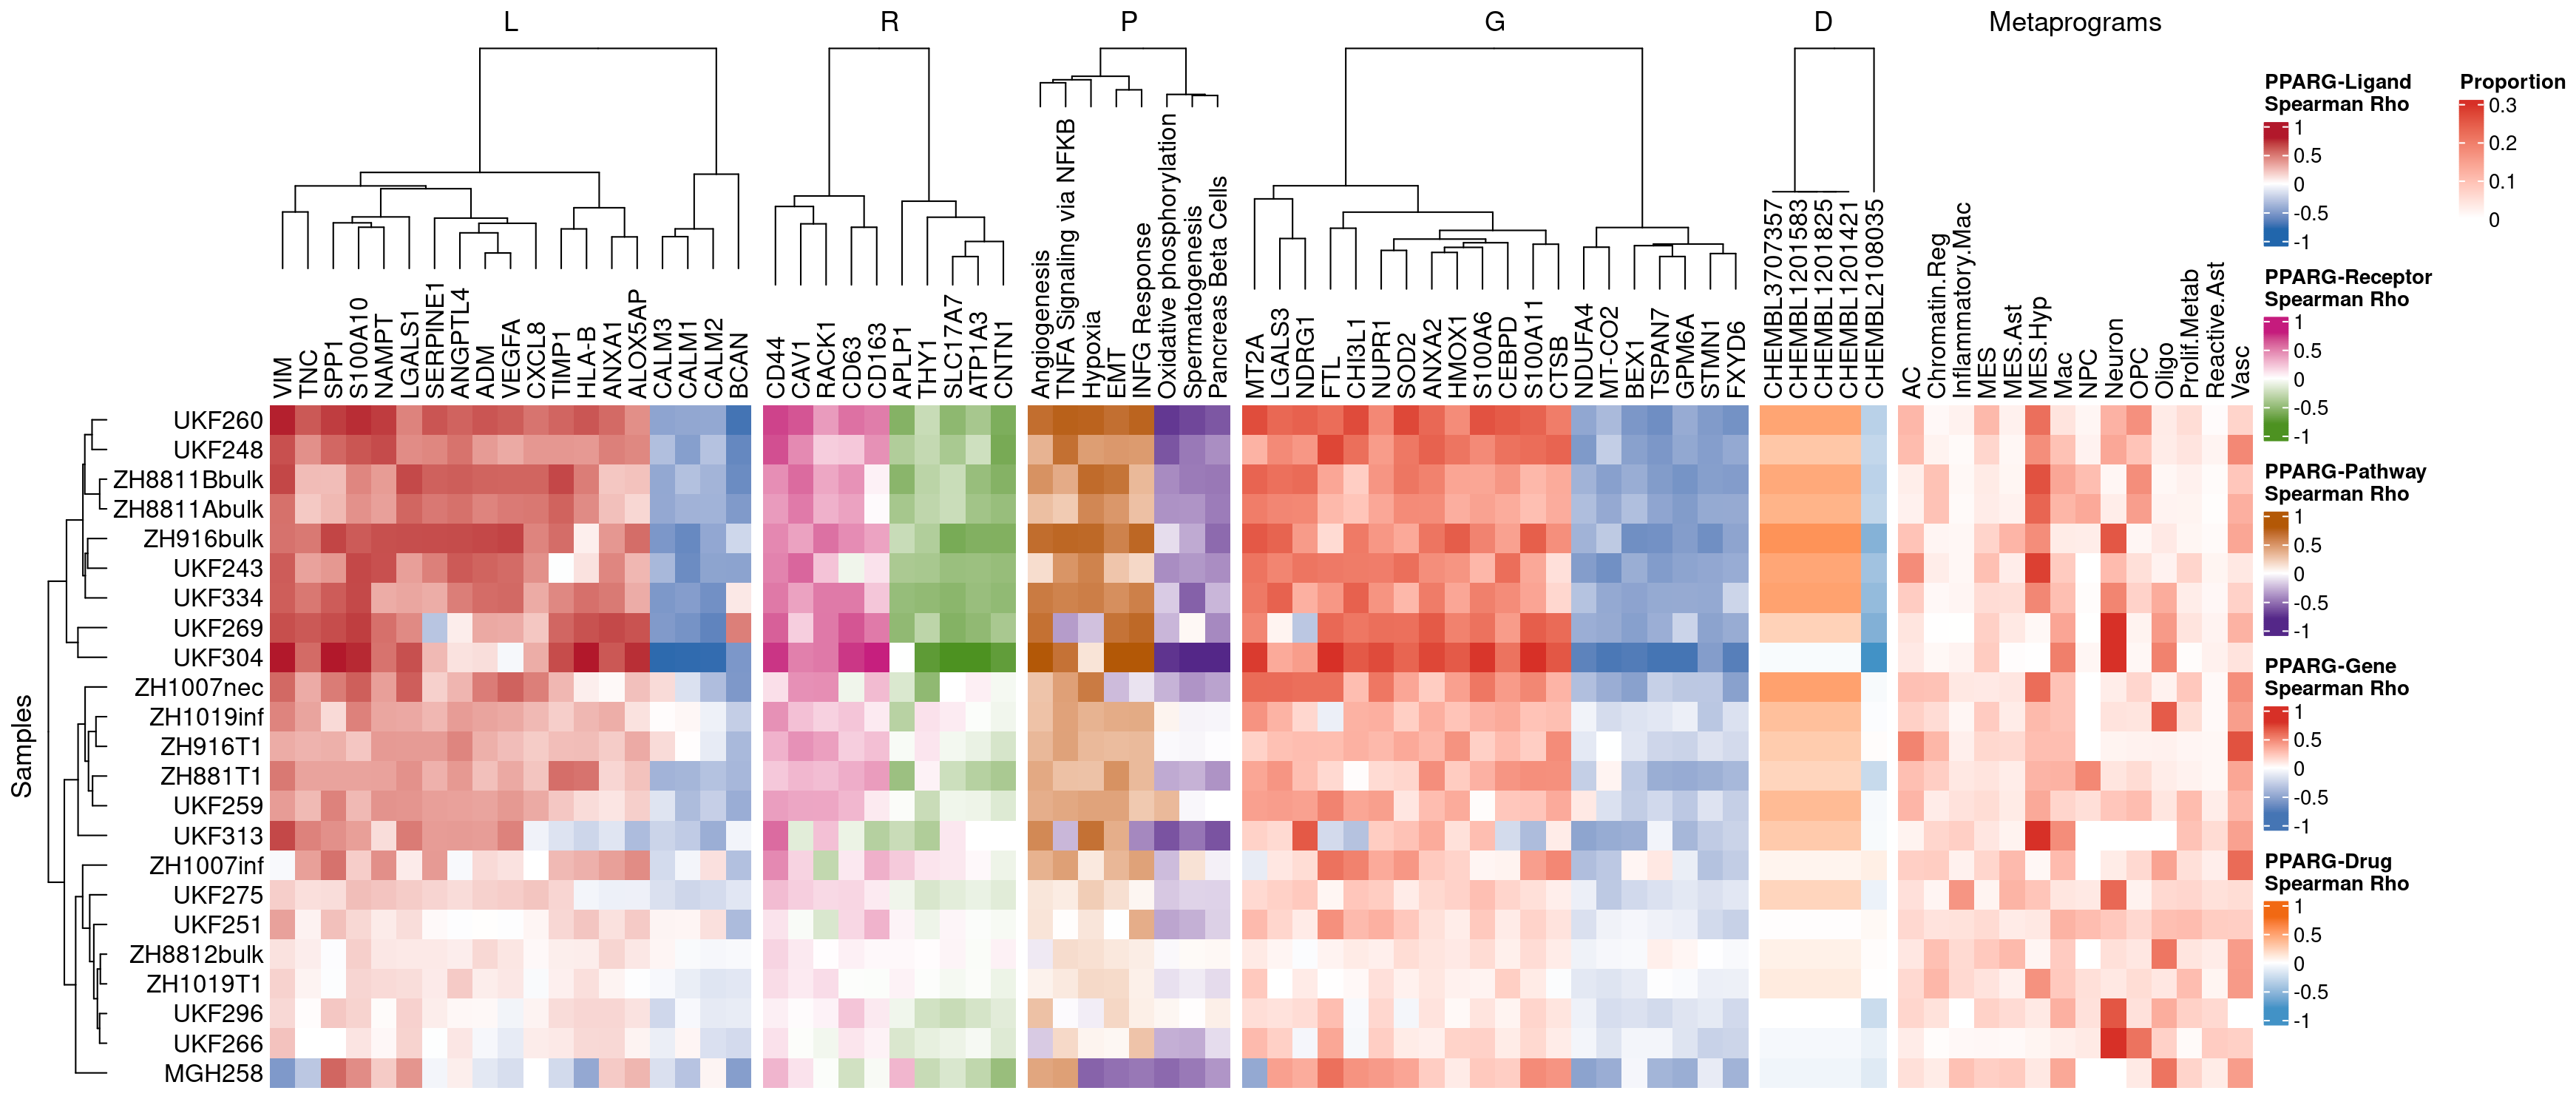 L
R
P
G
D
Metaprograms
VIM
TNC
SPP1
S100A10
NAMPT
LGALS1
SERPINE1
ANGPTL4
ADM
VEGFA
CXCL8
TIMP1
HLA-B
ANXA1
ALOX5AP
CALM3
CALM1
CALM2
BCAN
CD44
CAV1
RACK1
CD63
CD163
APLP1
THY1
SLC17A7
ATP1A3
CNTN1
Angiogenesis
TNFA Signaling via NFKB
Hypoxia
EMT
INFG Response
Oxidative phosphorylation
Spermatogenesis
Pancreas Beta Cells
MT2A
LGALS3
NDRG1
FTL
CHI3L1
NUPR1
SOD2
ANXA2
HMOX1
S100A6
CEBPD
S100A11
CTSB
NDUFA4
MT-CO2
BEX1
TSPAN7
GPM6A
STMN1
FXYD6
CHEMBL3707357
CHEMBL1201583
CHEMBL1201825
CHEMBL1201421
CHEMBL2108035
AC
Chromatin.Reg
Inflammatory.Mac
MES
MES.Ast
MES.Hyp
Mac
NPC
Neuron
OPC
Oligo
Prolif.Metab
Reactive.Ast
Vasc
Samples
UKF260
UKF248
ZH8811Bbulk
ZH8811Abulk
ZH916bulk
UKF243
UKF334
UKF269
UKF304
ZH1007nec
ZH1019inf
ZH916T1
ZH881T1
UKF259
UKF313
ZH1007inf
UKF275
UKF251
ZH8812bulk
ZH1019T1
UKF296
UKF266
MGH258
PPARG-Ligand
Spearman Rho
1
0.5
0
-0.5
-1
PPARG-Receptor
Spearman Rho
1
0.5
0
-0.5
-1
PPARG-Pathway
Spearman Rho
1
0.5
0
-0.5
-1
PPARG-Gene
Spearman Rho
1
0.5
0
-0.5
-1
PPARG-Drug
Spearman Rho
1
0.5
0
-0.5
-1
Proportion
0.3
0.2
0.1
0